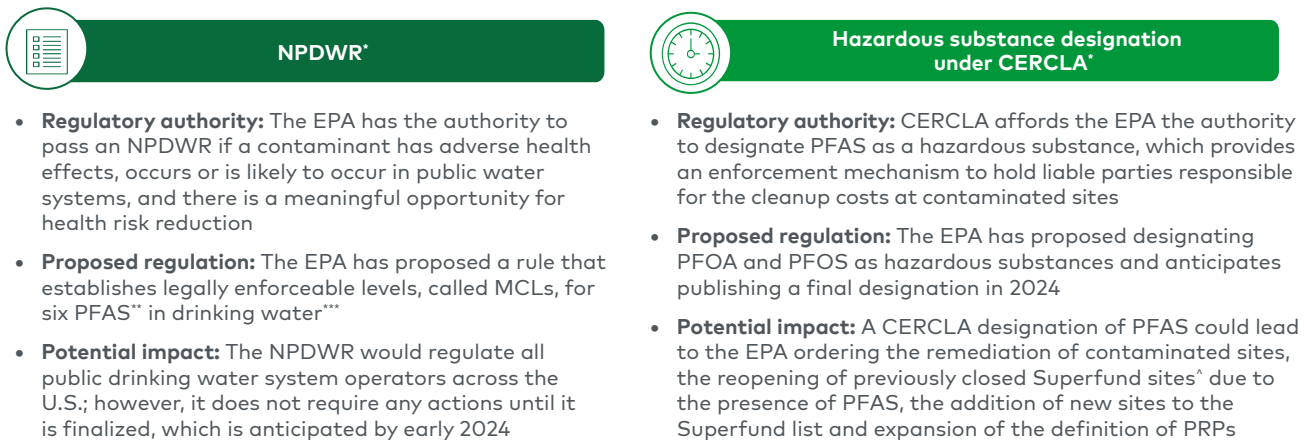 NPDWR*
• Regulatory authority: The EPA has the authority to
pass an NPDWR if a contaminant has adverse health
effects, occurs or is likely to occur in public water
systems, and there is a meaningful opportunity for
health risk reduction
• Proposed regulation: The EPA has proposed a rule that
establishes legally enforceable levels, called MCLs, for
six PFAS** in drinking water***
• Potential impact: The NPDWR would regulate all
public drinking water system operators across the
U.S.; however, it does not require any actions until it
is finalized, which is anticipated by early 2024
Hazardous substance designation
under CERCLA*
• Regulatory authority: CERCLA affords the EPA the authority
to designate PFAS as a hazardous substance, which provides
an enforcement mechanism to hold liable parties responsible
for the cleanup costs at contaminated sites
• Proposed regulation: The EPA has proposed designating
PFOA and PFOS as hazardous substances and anticipates
publishing a final designation in 2024
• Potential impact: A CERCLA designation of PFAS could lead
to the EPA ordering the remediation of contaminated sites,
the reopening of previously closed Superfund sites^ due to
the presence of PFAS, the addition of new sites to the
Superfund list and expansion of the definition of PRPs